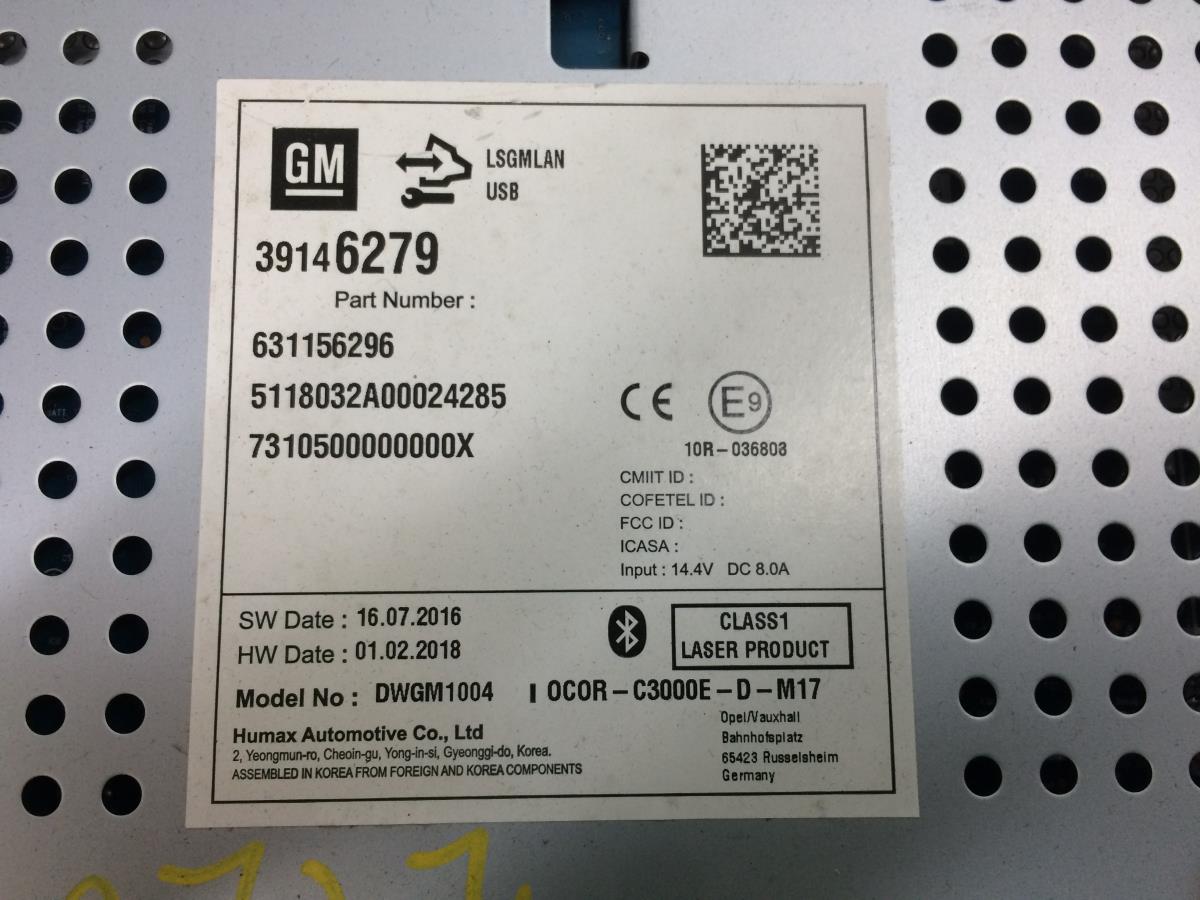 GM
LSGMLAN
USB
39146279
Part Number :
631156296
5118032A00024285
7310500000000X
CE E9
10R-036803
CMIIT ID :
COFETEL ID :
FCC ID :
ICASA :
Input : 14.4V DC 8.0A
SW Date : 16.07.2016
HW Date : 01.02.2018
CLASS1
LASER PRODUCT
Model No : DWGM1004 I OCOR-C3000E-D-M17
Humax Automotive Co., Ltd
2, Yeongmun-ro, Cheoin-gu, Yong-in-si, Gyeonggi-do, Korea.
ASSEMBLED IN KOREA FROM FOREIGN AND KOREA COMPONENTS
Opel/Vauxhall
Bahnhofsplatz
65423 Russelsheim
Germany